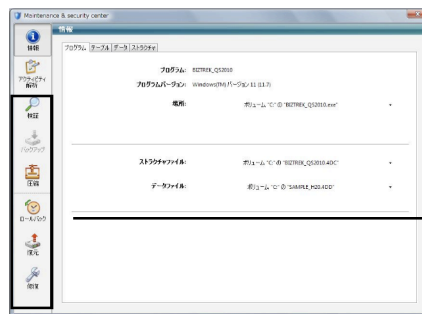 Maintenance & security center
情報
情報
プログラム テーブル データ ストラクチャ
アクティビティ
解析
検証
バックアップ
圧縮
ロールバック
復元
修復
プログラム: BIZTREK_QS2010
プログラムバージョン: Windows(TM) バージョン 11 (11.7)
場所: ボリューム "C:" の "BIZTREK_QS2010.exe"
ストラクチャファイル: ボリューム "C:" の "BIZTREK_QS2010.4DC"
データファイル: ボリューム "C:" の "SAMPLE_H20.4DD"